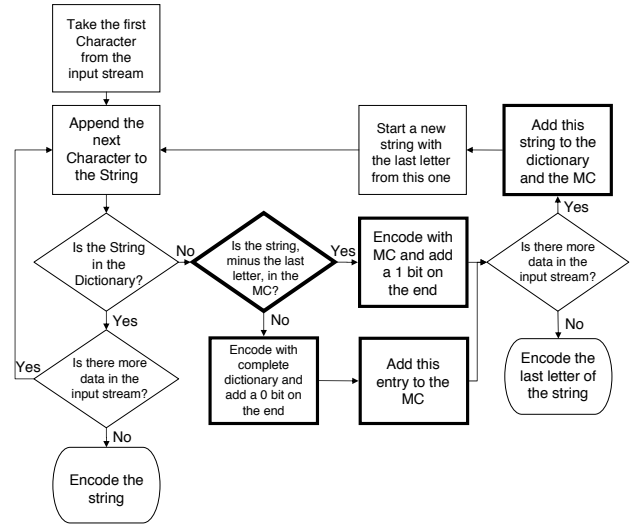 Take the first
Character
from the
input stream
Append the
next
Character to
the String
Start a new
string with
the last letter
from this one
Add this
string to the
dictionary
and the MC
Is the String
in the
Dictionary?
No
Is the string,
minus the last
letter, in the
MC?
Yes
Encode with
MC and add
a 1 bit on
the end
Yes
Is there more
data in the
input stream?
Yes
No
No
Yes
Is there more
data in the
input stream?
Encode with
complete
dictionary and
add a 0 bit on
the end
Add this
entry to the
MC
Encode the
last letter of
the string
No
Encode the
string